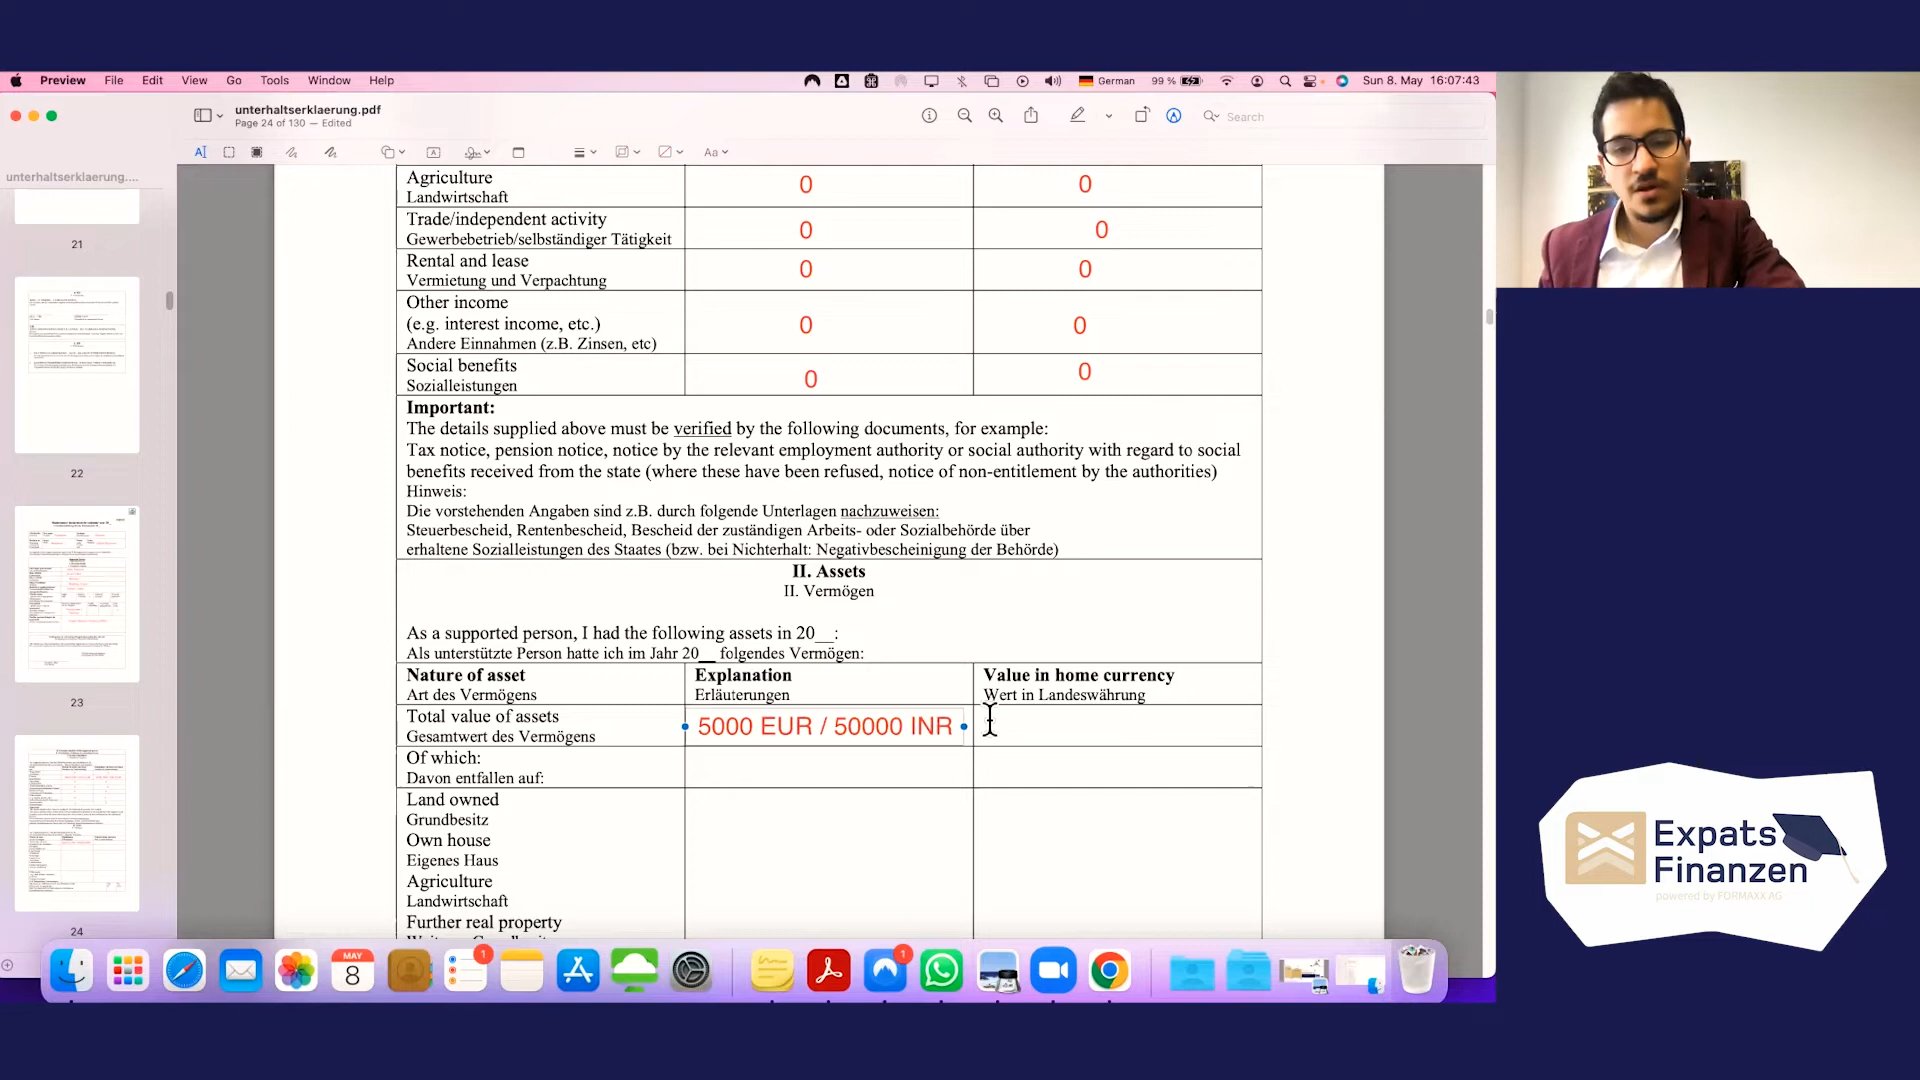 Preview File Edit View Go Tools Window Help
German 99 % Sun 8. May 16:07:43
unterhaltserklaerung.pdf
Page 24 of 130 — Edited
Search
Aa
unterhaltserklaerung....
21
22
23
24
Agriculture 0 0
Landwirtschaft
Trade/independent activity 0 0
Gewerbebetrieb/selbständiger Tätigkeit
Rental and lease 0 0
Vermietung und Verpachtung
Other income
(e.g. interest income, etc.) 0 0
Andere Einnahmen (z.B. Zinsen, etc)
Social benefits 0 0
Sozialleistungen
Important:
The details supplied above must be verified by the following documents, for example:
Tax notice, pension notice, notice by the relevant employment authority or social authority with regard to social
benefits received from the state (where these have been refused, notice of non-entitlement by the authorities)
Hinweis:
Die vorstehenden Angaben sind z.B. durch folgende Unterlagen nachzuweisen:
Steuerbescheid, Rentenbescheid, Bescheid der zuständigen Arbeits- oder Sozialbehörde über
erhaltene Sozialleistungen des Staates (bzw. bei Nichterhalt: Negativbescheinigung der Behörde)
II. Assets
II. Vermögen
As a supported person, I had the following assets in 20__:
Als unterstützte Person hatte ich im Jahr 20__ folgendes Vermögen:
Nature of asset Explanation Value in home currency
Art des Vermögens Erläuterungen Wert in Landeswährung
Total value of assets 5000 EUR / 50000 INR
Gesamtwert des Vermögens
Of which:
Davon entfallen auf:
Land owned
Grundbesitz
Own house
Eigenes Haus
Agriculture
Landwirtschaft
Further real property
MAY
8
1
1
Expats
Finanzen
powered by FORMAXX AG